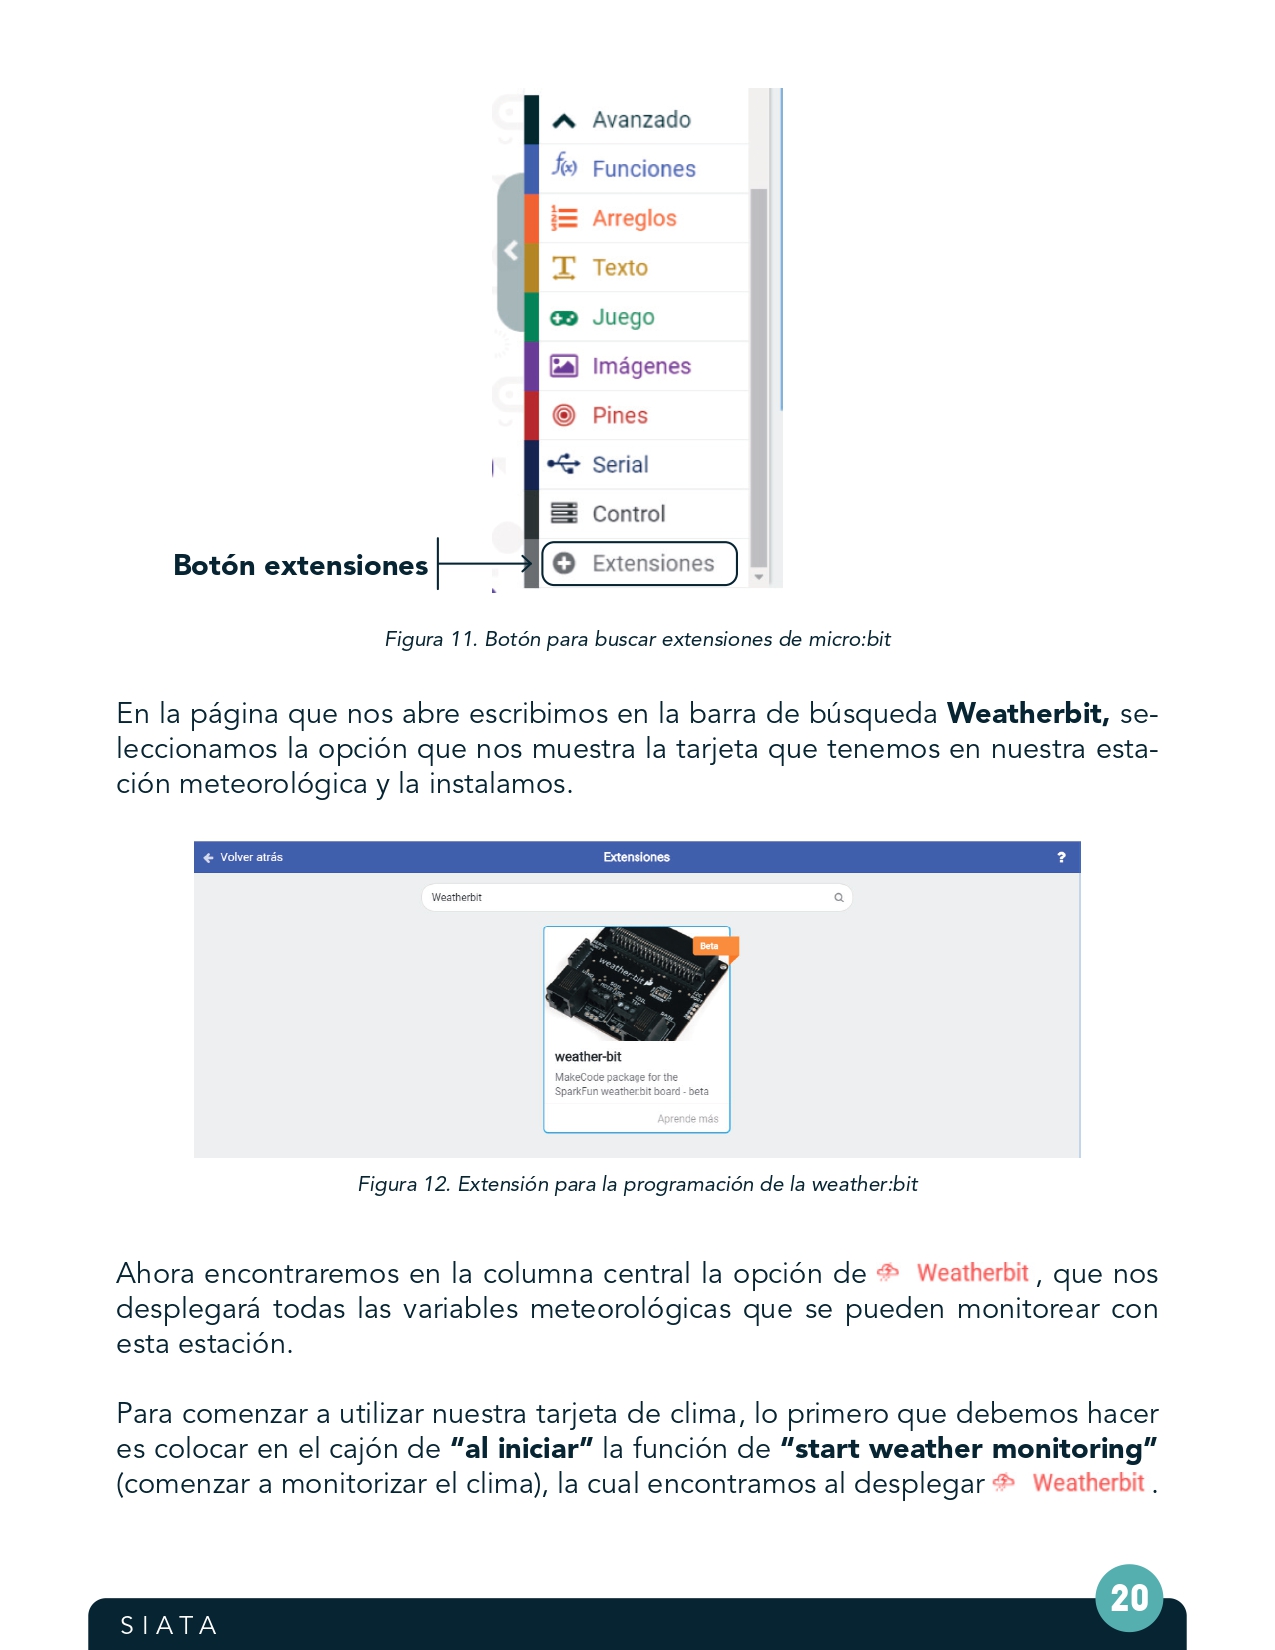 Avanzado
Funciones
Arreglos
Texto
Juego
Imágenes
Pines
Serial
Control
Botón extensiones
Extensiones
Figura 11. Botón para buscar extensiones de micro:bit
En la página que nos abre escribimos en la barra de búsqueda Weatherbit, se-
leccionamos la opción que nos muestra la tarjeta que tenemos en nuestra esta-
ción meteorológica y la instalamos.
Volver atrás
Extensiones
?
Weatherbit
Beta
weather:bit
weather-bit
MakeCode package for the
SparkFun weather:bit board - beta
Aprende más
Figura 12. Extensión para la programación de la weather:bit
Ahora encontraremos en la columna central la opción de Weatherbit , que nos
desplegará todas las variables meteorológicas que se pueden monitorear con
esta estación.
Para comenzar a utilizar nuestra tarjeta de clima, lo primero que debemos hacer
es colocar en el cajón de “al iniciar” la función de “start weather monitoring”
(comenzar a monitorizar el clima), la cual encontramos al desplegar Weatherbit .
20
SIATA